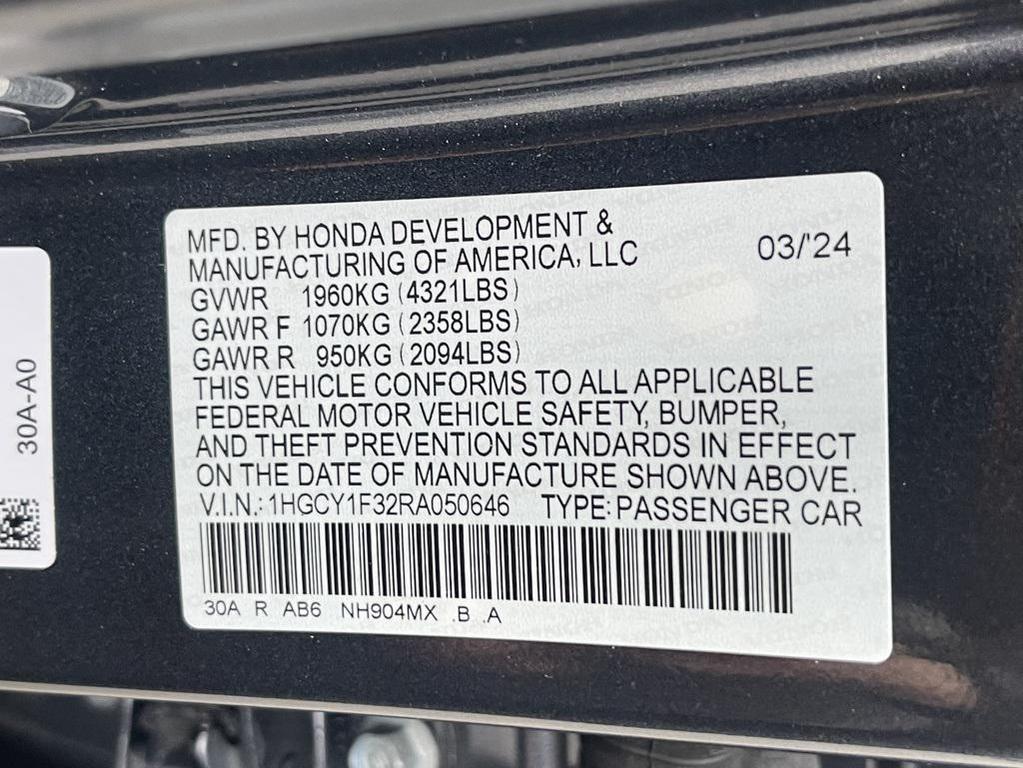 MFD. BY HONDA DEVELOPMENT &
MANUFACTURING OF AMERICA, LLC 03/'24
GVWR 1960KG (4321LBS)
GAWR F 1070KG (2358LBS)
GAWR R 950KG (2094LBS)
THIS VEHICLE CONFORMS TO ALL APPLICABLE
FEDERAL MOTOR VEHICLE SAFETY, BUMPER,
AND THEFT PREVENTION STANDARDS IN EFFECT
ON THE DATE OF MANUFACTURE SHOWN ABOVE.
V.I.N.: 1HGCY1F32RA050646 TYPE: PASSENGER CAR
30A R AB6 NH904MX .B .A
30A-A0